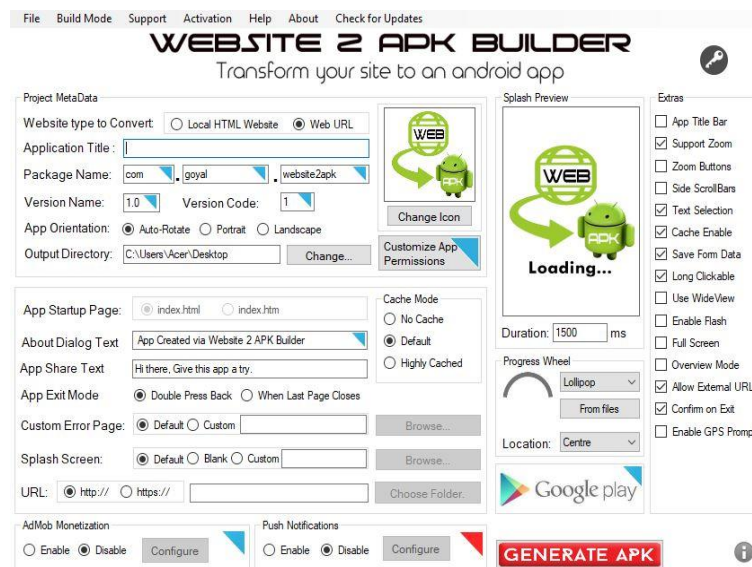 File Build Mode Support Activation Help About Check for Updates
WEBSITE 2 APK BUILDER
Transform your site to an android app
Project MetaData
Website type to Convert: Local HTML Website Web URL
Application Title :
Package Name: com . goyal . website2apk
Version Name: 1.0 Version Code: 1
App Orientation: Auto-Rotate Portrait Landscape
Output Directory: C:\Users\Acer\Desktop Change...
WEB
APK
Change Icon
Customize App
Permissions
App Startup Page: index.html index.htm
About Dialog Text App Created via Website 2 APK Builder
App Share Text Hi there, Give this app a try.
App Exit Mode Double Press Back When Last Page Closes
Custom Error Page: Default Custom Browse...
Splash Screen: Default Blank Custom Browse...
URL: http:// https:// Choose Folder.
Cache Mode
No Cache
Default
Highly Cached
AdMob Monetization
Enable Disable Configure
Push Notifications
Enable Disable Configure
Splash Preview
WEB
APK
Loading...
Duration: 1500 ms
Progress Wheel
Lollipop
From files
Location: Centre
Google play
GENERATE APK
Extras
App Title Bar
Support Zoom
Zoom Buttons
Side ScrollBars
Text Selection
Cache Enable
Save Form Data
Long Clickable
Use WideView
Enable Flash
Full Screen
Overview Mode
Allow External URL
Confirm on Exit
Enable GPS Promp